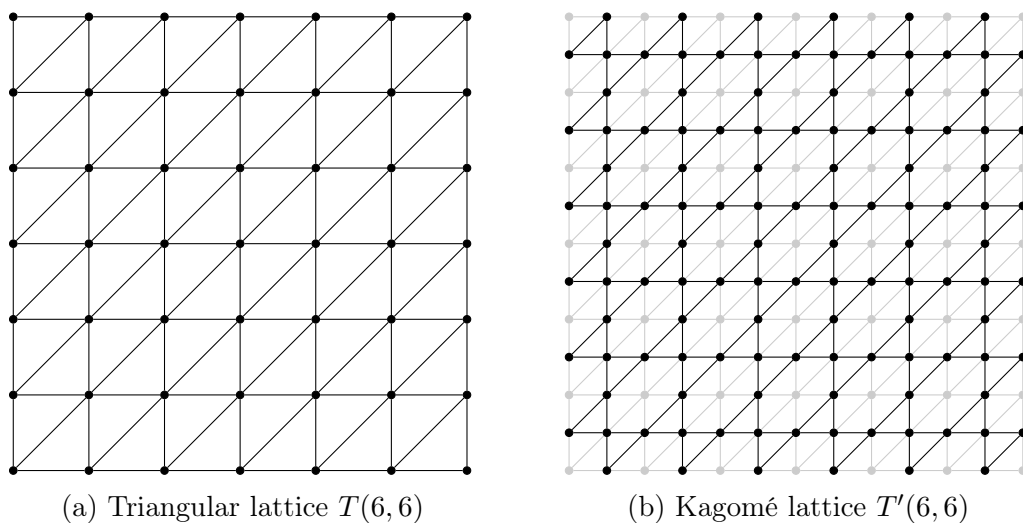 (a) Triangular lattice T(6, 6)
(b) Kagomé lattice T′(6, 6)